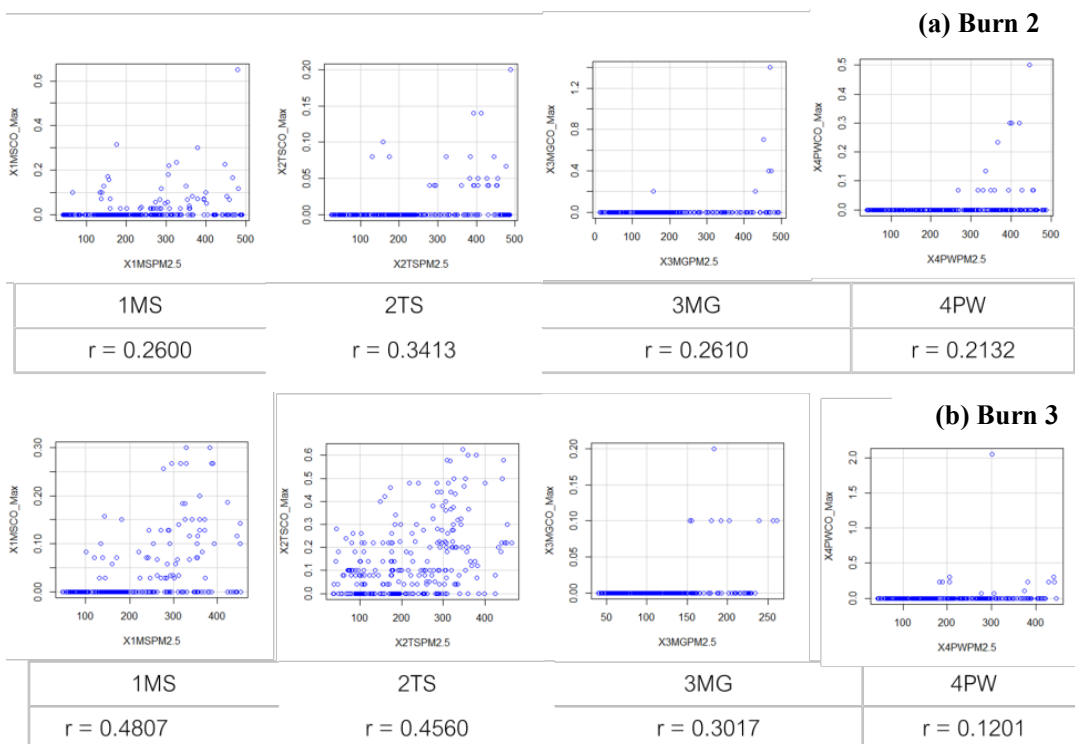 (a) Burn 2
X1MSCO_Max
0.0 0.2 0.4 0.6
100 200 300 400 500
X1MSPM2.5
X2TSCO_Max
0.00 0.05 0.10 0.15 0.20
100 200 300 400 500
X2TSPM2.5
X3MGCO_Max
0.0 0.4 0.8 1.2
0 100 200 300 400 500
X3MGPM2.5
X4PWCO_Max
0.0 0.1 0.2 0.3 0.4 0.5
100 200 300 400 500
X4PWPM2.5
1MS 2TS 3MG 4PW
r = 0.2600 r = 0.3413 r = 0.2610 r = 0.2132
(b) Burn 3
X1MSCO_Max
0.00 0.10 0.20 0.30
100 200 300 400
X1MSPM2.5
X2TSCO_Max
0.0 0.1 0.2 0.3 0.4 0.5 0.6
100 200 300 400
X2TSPM2.5
X3MGCO_Max
0.00 0.05 0.10 0.15 0.20
50 100 150 200 250
X3MGPM2.5
X4PWCO_Max
0.0 0.5 1.0 1.5 2.0
100 200 300 400
X4PWPM2.5
1MS 2TS 3MG 4PW
r = 0.4807 r = 0.4560 r = 0.3017 r = 0.1201